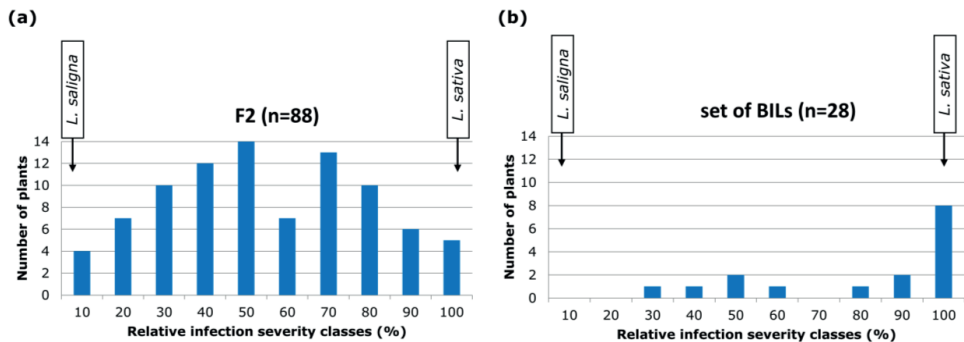 (a)
L. saligna
L. sativa
F2 (n=88)
Number of plants
14
12
10
8
6
4
2
0
10 20 30 40 50 60 70 80 90 100
Relative infection severity classes (%)
(b)
L. saligna
L. sativa
set of BILs (n=28)
Number of plants
14
12
10
8
6
4
2
0
10 20 30 40 50 60 70 80 90 100
Relative infection severity classes (%)